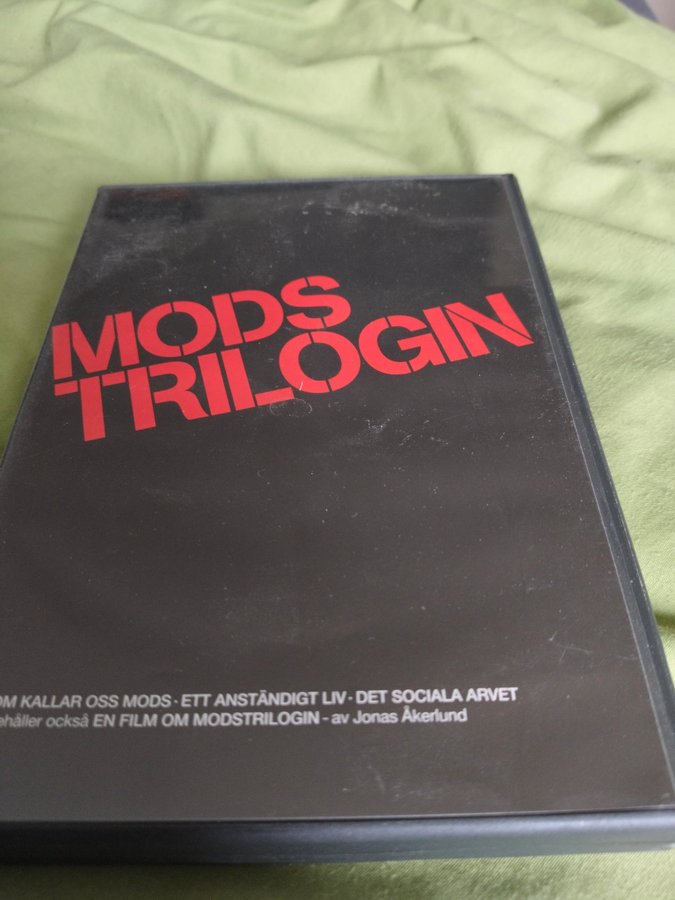 MODS
TRILOGIN
OM KALLAR OSS MODS · ETT ANSTÄNDIGT LIV · DET SOCIALA ARVET
ehåller också EN FILM OM MODSTRILOGIN - av Jonas Åkerlund